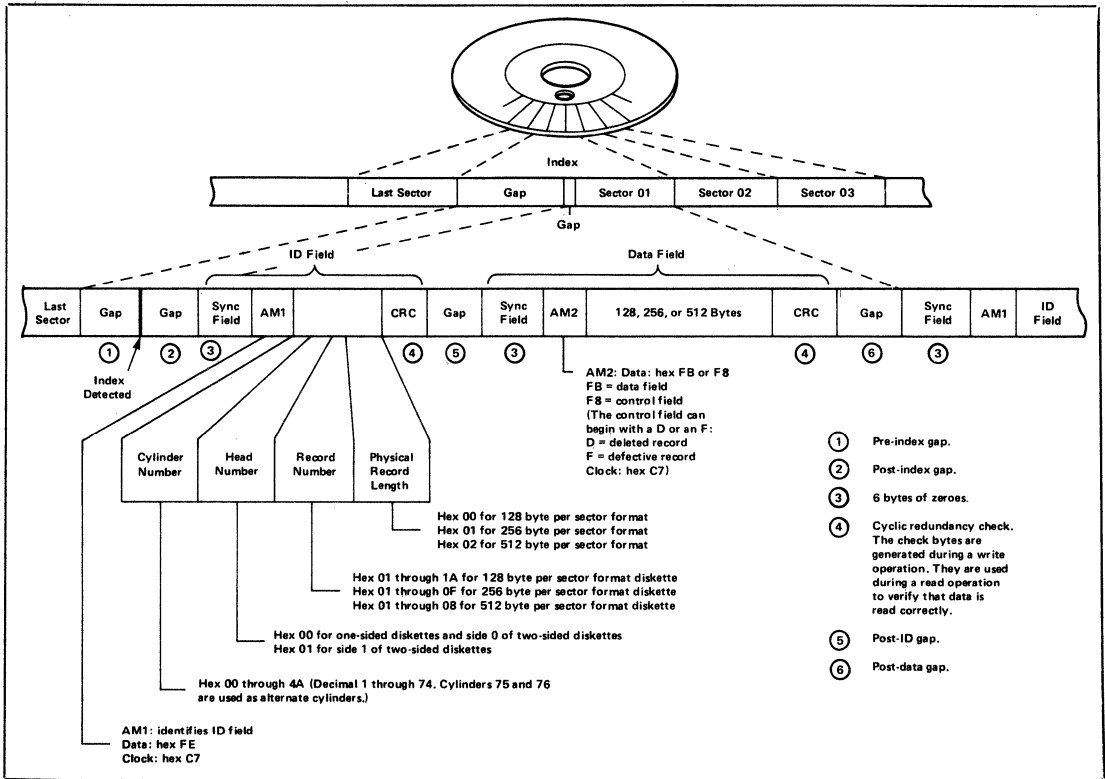 Index
Last Sector Gap Sector 01 Sector 02 Sector 03
Gap
ID Field Data Field
Last Sector
Gap
Gap
Sync Field
AM1
CRC
Gap
Sync Field
AM2
128, 256, or 512 Bytes
CRC
Gap
Sync Field
AM1
ID Field
1 2 3 4 5 3 4 6 3
Index
Detected
AM2: Data: hex FB or F8
FB = data field
F8 = control field
(The control field can
begin with a D or an F:
D = deleted record
F = defective record
Clock: hex C7)
Cylinder
Number
Head
Number
Record
Number
Physical
Record
Length
Hex 00 for 128 byte per sector format
Hex 01 for 256 byte per sector format
Hex 02 for 512 byte per sector format
Hex 01 through 1A for 128 byte per sector format diskette
Hex 01 through 0F for 256 byte per sector format diskette
Hex 01 through 08 for 512 byte per sector format diskette
Hex 00 for one-sided diskettes and side 0 of two-sided diskettes
Hex 01 for side 1 of two-sided diskettes
Hex 00 through 4A (Decimal 1 through 74. Cylinders 75 and 76
are used as alternate cylinders.)
AM1: identifies ID field
Data: hex FE
Clock: hex C7
1 Pre-index gap.
2 Post-index gap.
3 6 bytes of zeroes.
4 Cyclic redundancy check.
The check bytes are
generated during a write
operation. They are used
during a read operation
to verify that data is
read correctly.
5 Post-ID gap.
6 Post-data gap.